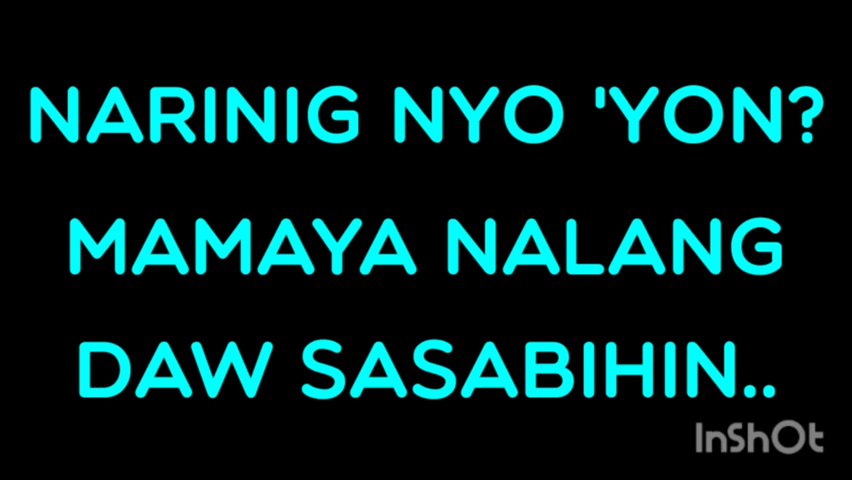 NARINIG NYO 'YON?
MAMAYA NALANG
DAW SASABIHIN..
InShOt